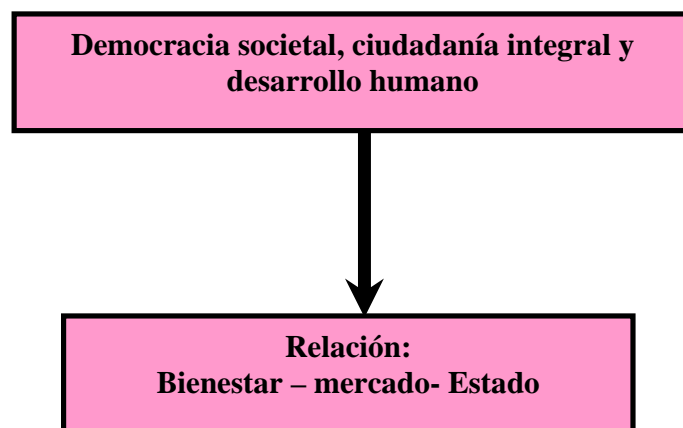 Democracia societal, ciudadanía integral y
desarrollo humano
Relación:
Bienestar – mercado- Estado